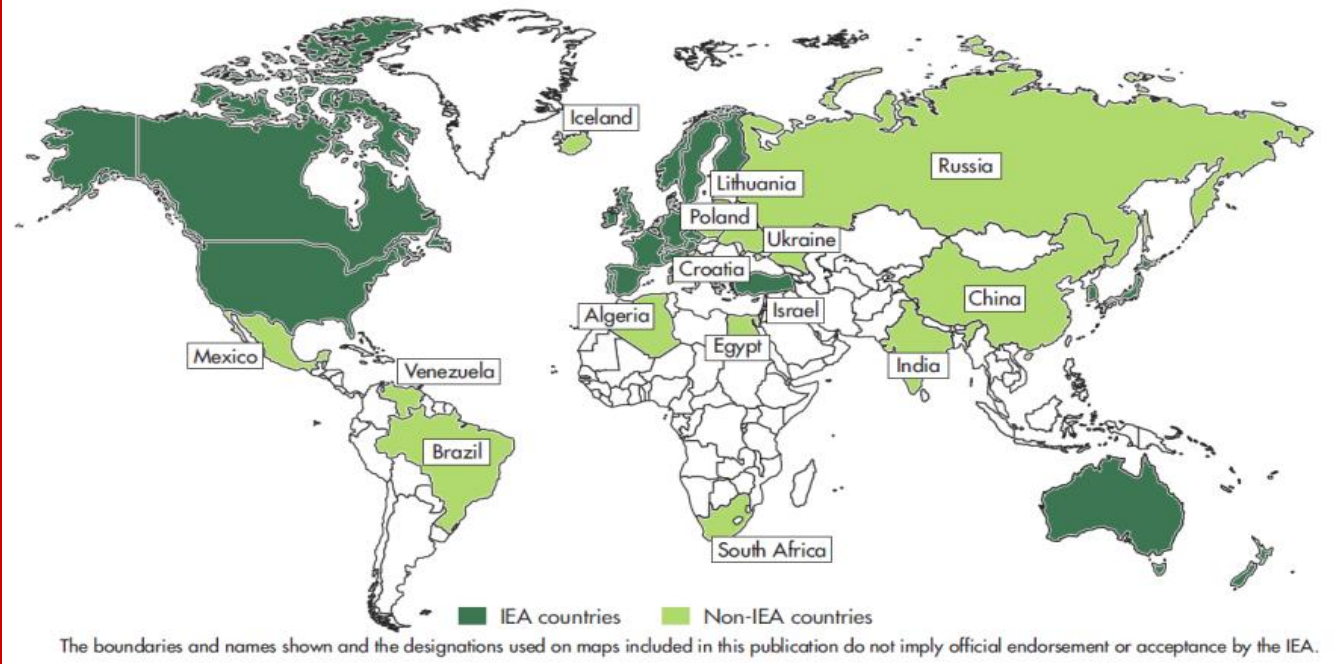 Iceland
Russia
Lithuania
Poland
Ukraine
Croatia
China
Algeria
Israel
Egypt
Mexico
India
Venezuela
Brazil
South Africa
IEA countries
Non-IEA countries
The boundaries and names shown and the designations used on maps included in this publication do not imply official endorsement or acceptance by the IEA.